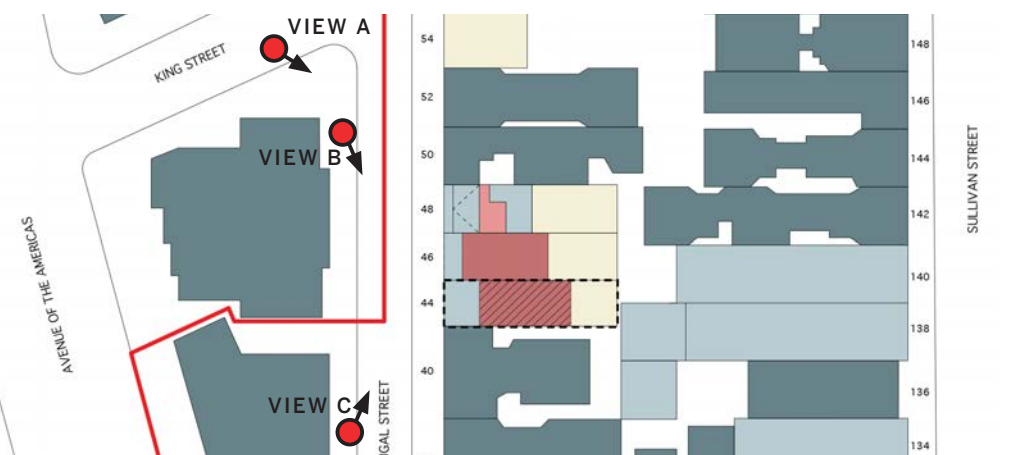 VIEW A
KING STREET
VIEW B
AVENUE OF THE AMERICAS
VIEW C
GAL STREET
54
52
50
48
46
44
40
148
146
144
142
140
138
136
134
SULLIVAN STREET